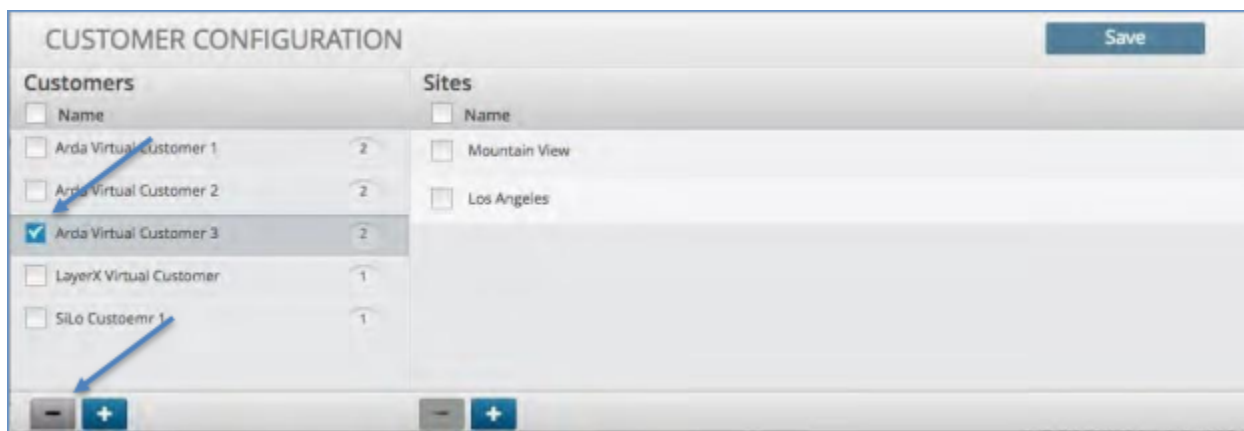 CUSTOMER CONFIGURATION
Save
Customers
Name
Arda Virtual Customer 1 2
Arda Virtual Customer 2 2
Arda Virtual Customer 3 2
LayerX Virtual Customer 1
SiLo Custoemr 1 1
Sites
Name
Mountain View
Los Angeles
- +
- +